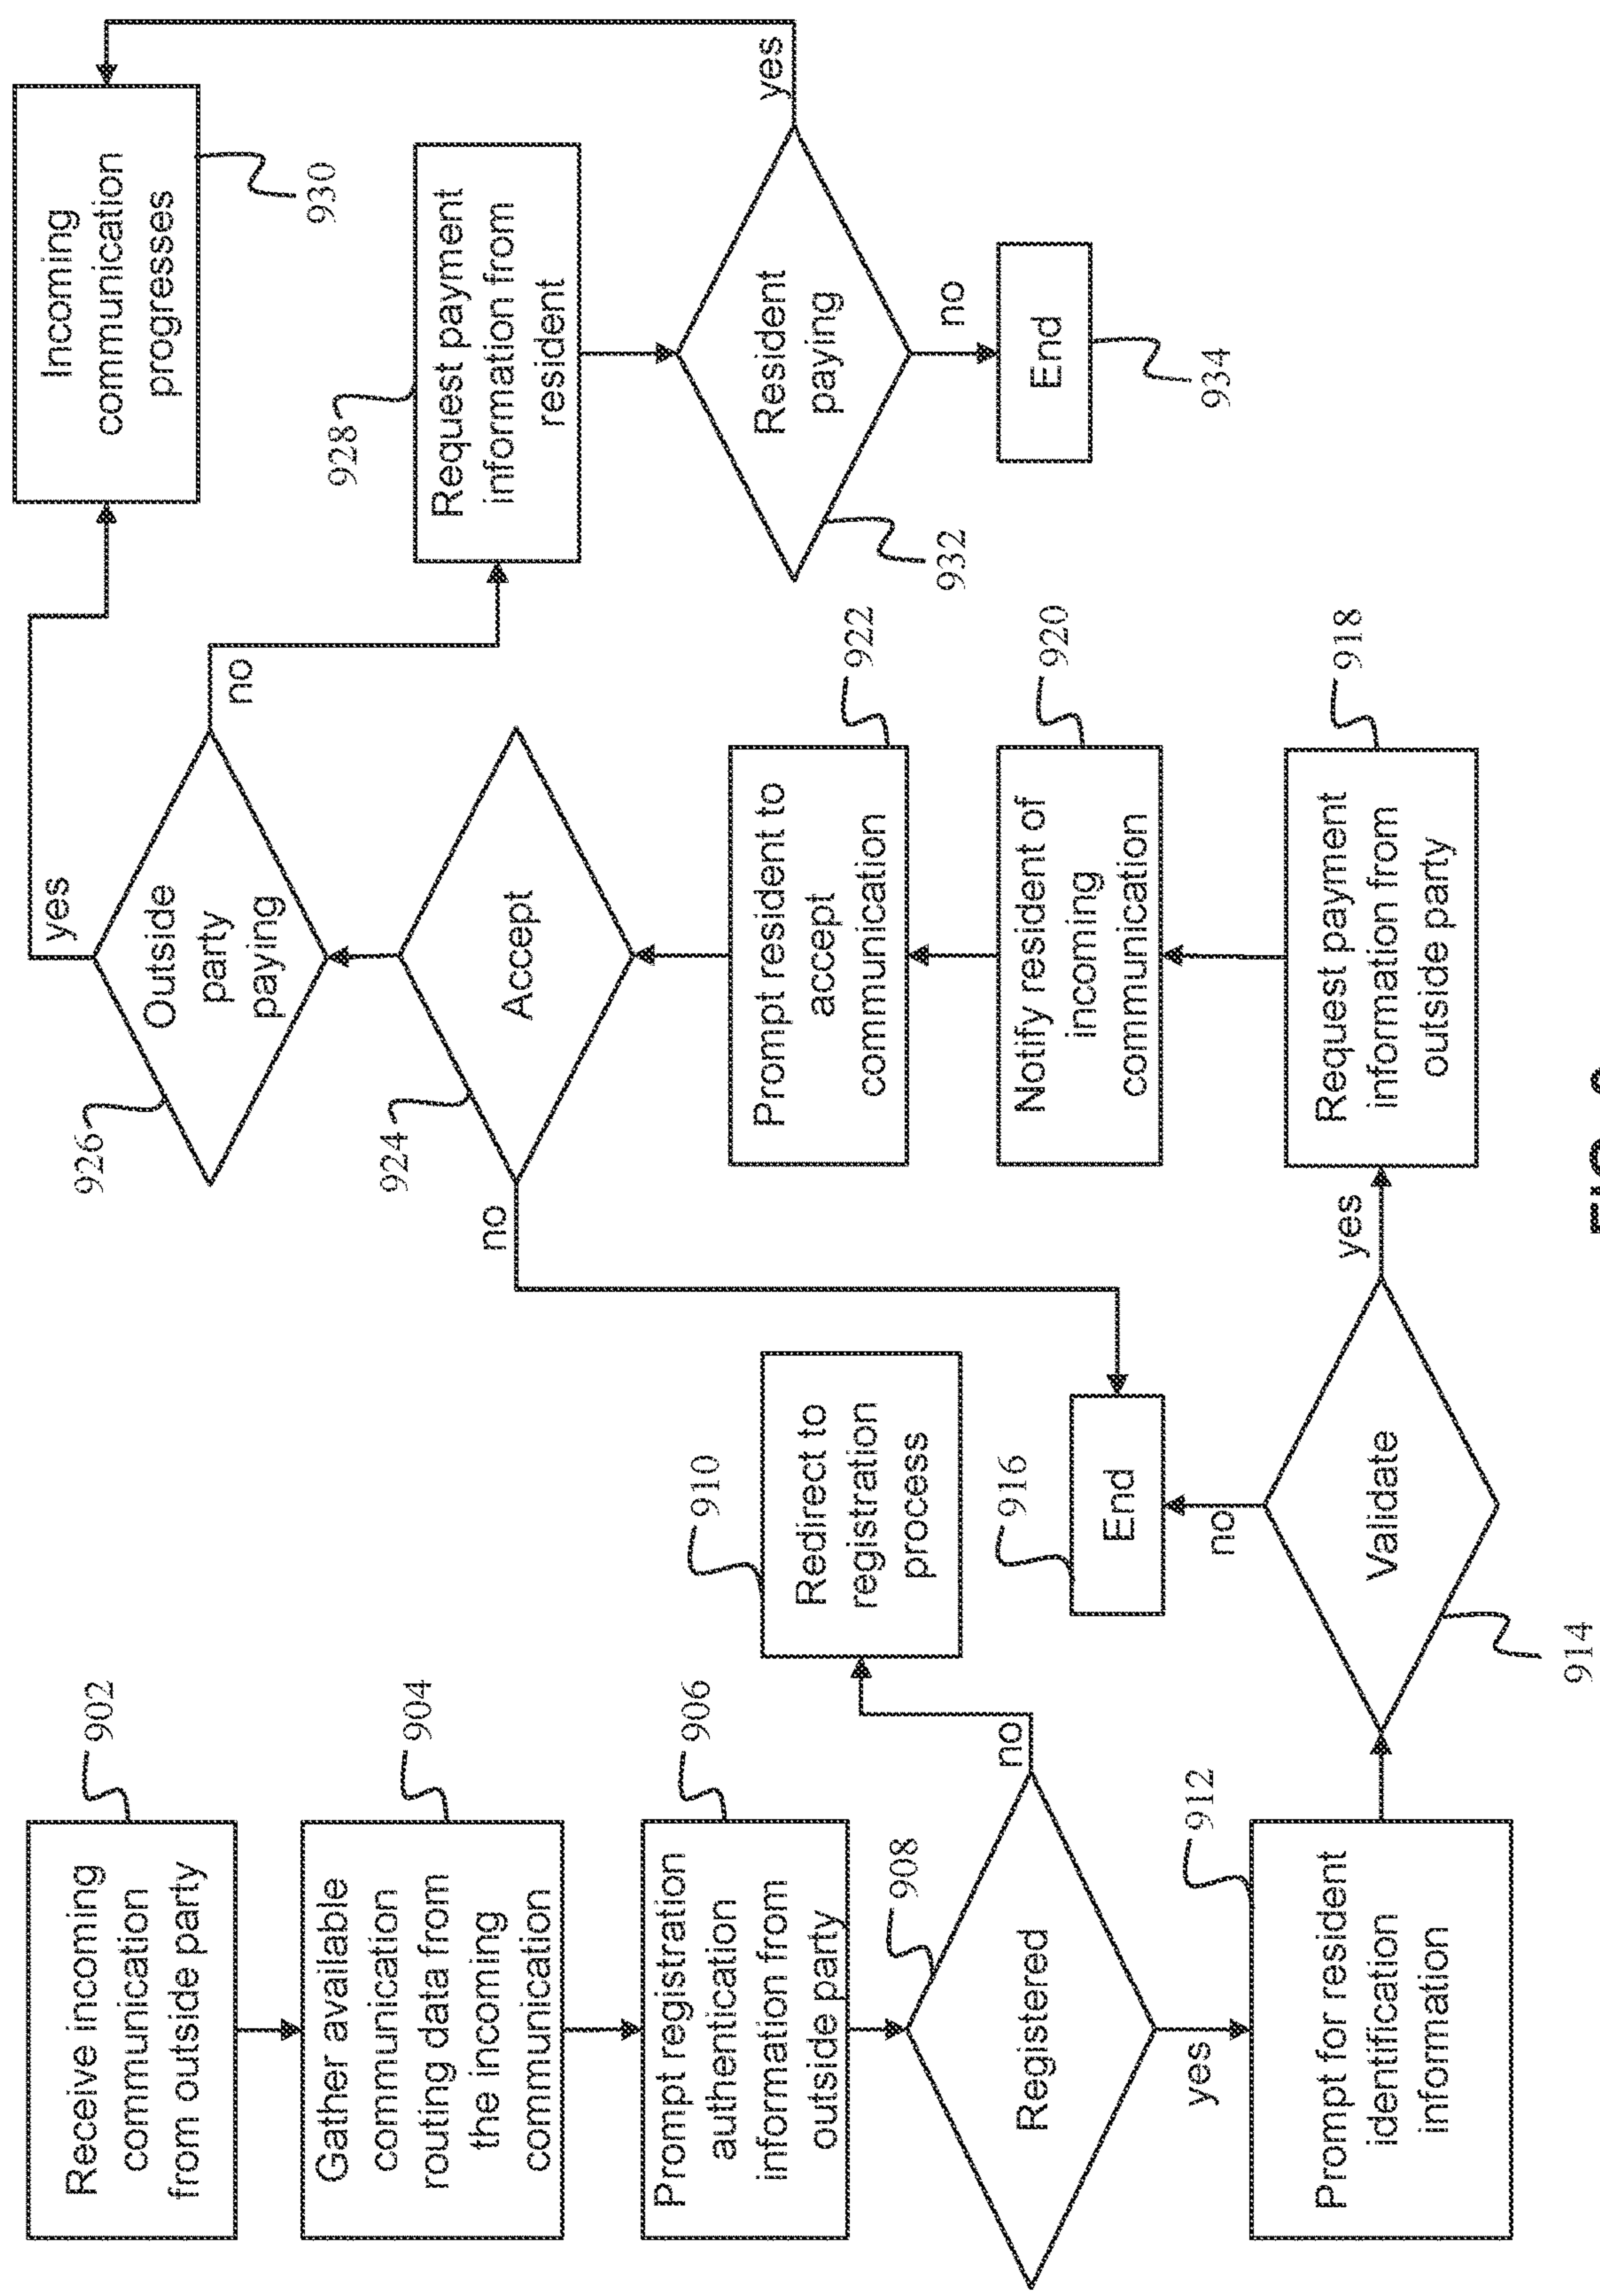 Receive incoming
communication
from outside party
902
Gather available
communication
routing data from
the incoming
communication
904
Prompt registration
authentication
information from
outside party
906
908
Registered
no
yes
910
Redirect to
registration
process
912
Prompt for resident
identification
information
914
Validate
no
yes
916
End
918
Request payment
information from
outside party
920
Notify resident of
incoming
communication
922
Prompt resident to
accept
communication
924
Accept
no
926
Outside
party
paying
yes
no
928
Request payment
information from
resident
Incoming
communication
progresses
930
932
Resident
paying
yes
no
End
934